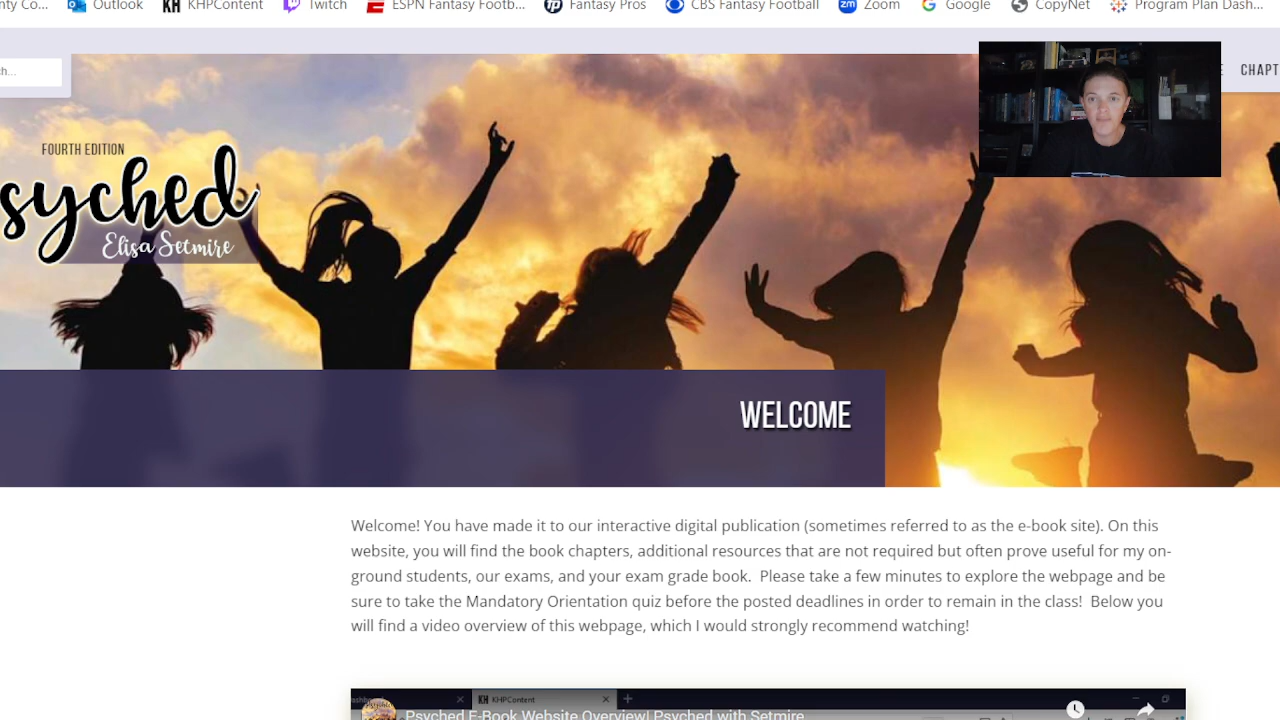 Outlook KHPContent Twitch ESPN Fantasy Footb... Fantasy Pros CBS Fantasy Football Zoom Google CopyNet Program Plan Dash...
FOURTH EDITION
syched
Elisa Setmire
WELCOME
Welcome! You have made it to our interactive digital publication (sometimes referred to as the e-book site). On this
website, you will find the book chapters, additional resources that are not required but often prove useful for my on-
ground students, our exams, and your exam grade book. Please take a few minutes to explore the webpage and be
sure to take the Mandatory Orientation quiz before the posted deadlines in order to remain in the class! Below you
will find a video overview of this webpage, which I would strongly recommend watching!
KHPContent
Psyched E-Book Website Overview| Psyched with Setmire